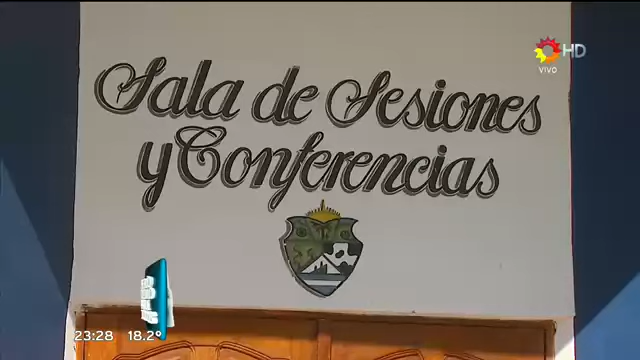 HD
VIVO
Sala de Sesiones
y Conferencias
23:28 18.2°